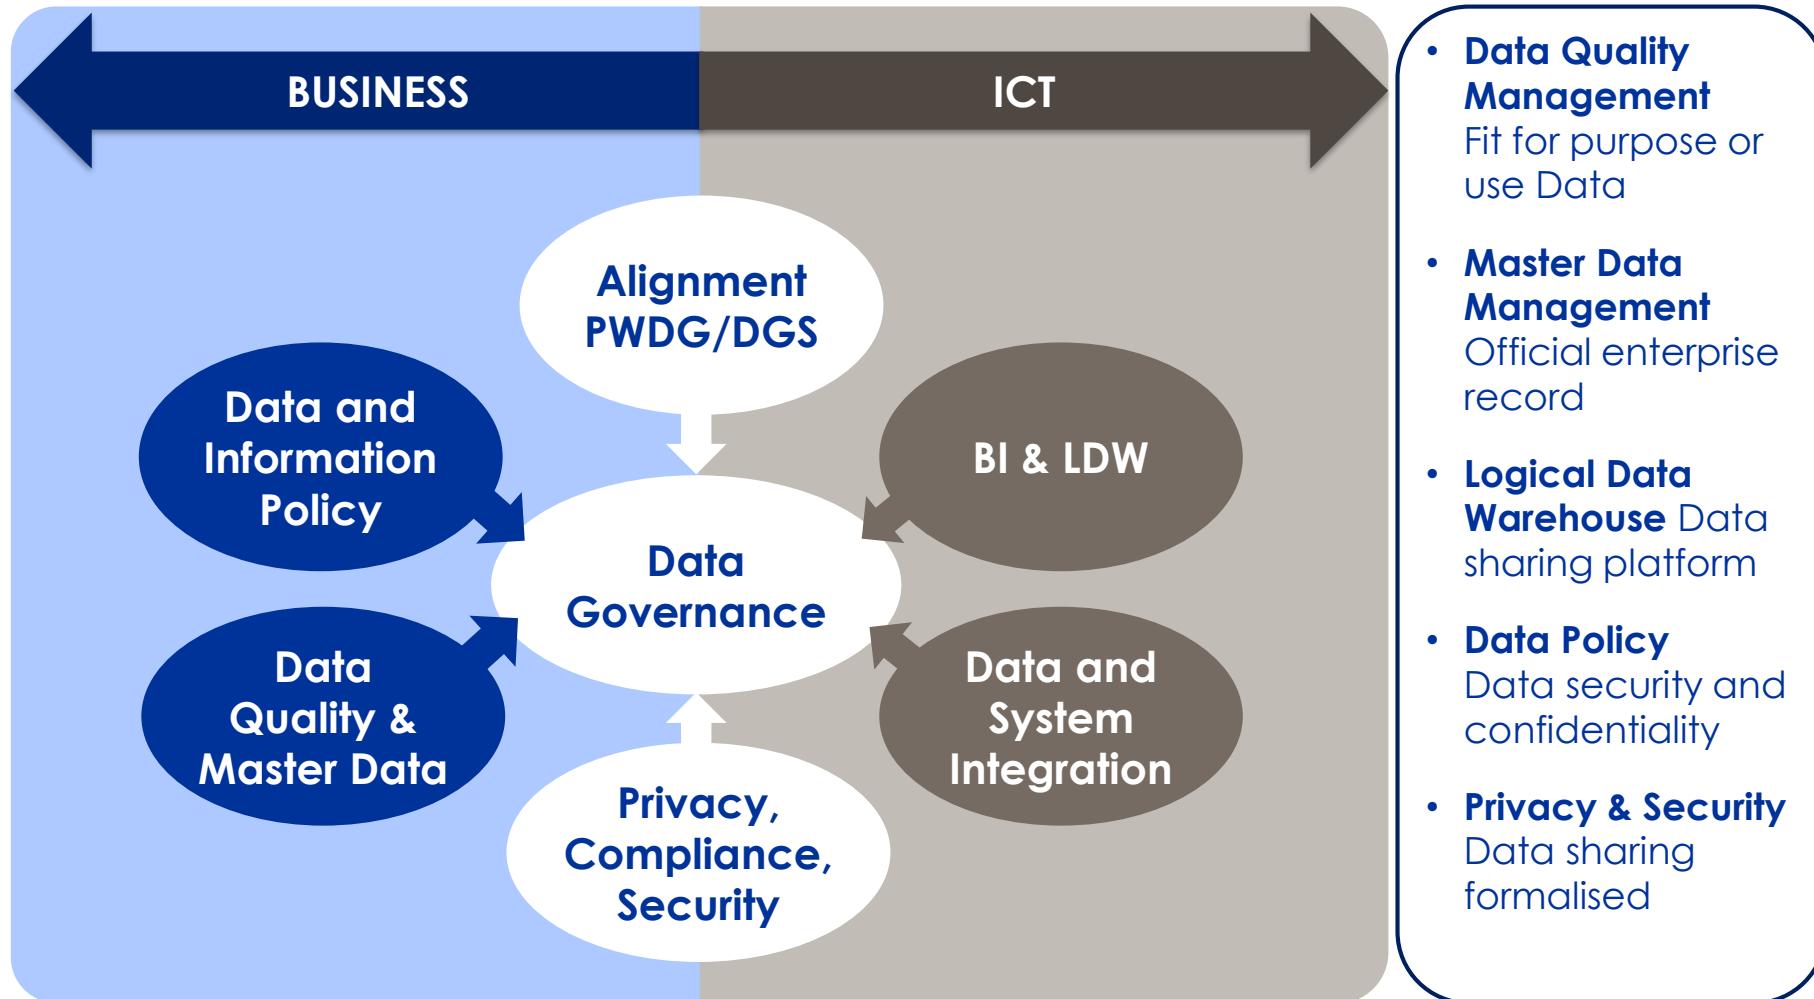 BUSINESS
ICT
Alignment
PWDG/DGS
Data and
Information
Policy
BI & LDW
Data
Governance
Data
Quality &
Master Data
Data and
System
Integration
Privacy,
Compliance,
Security
• Data Quality
Management
Fit for purpose or
use Data
• Master Data
Management
Official enterprise
record
• Logical Data
Warehouse Data
sharing platform
• Data Policy
Data security and
confidentiality
• Privacy & Security
Data sharing
formalised